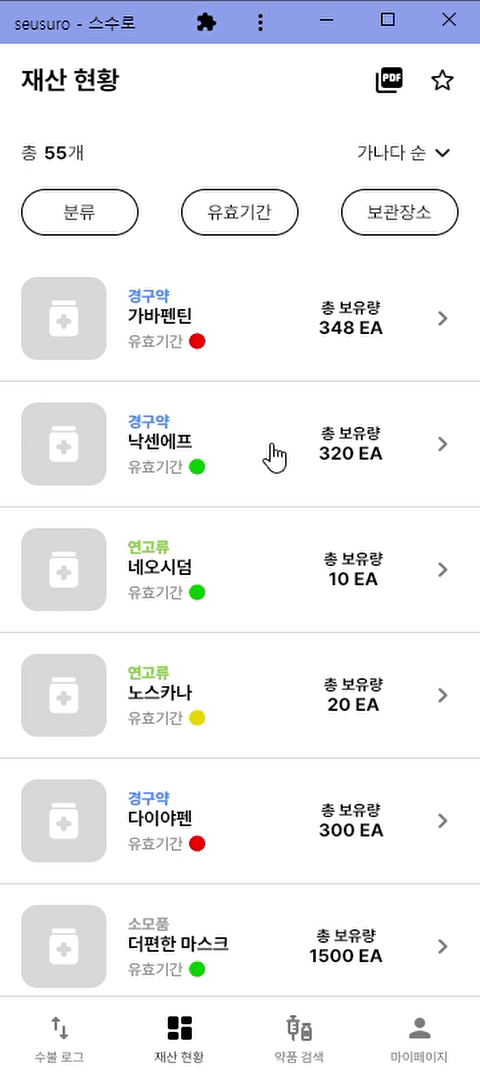 seusuro - 스수로
재산 현황
PDF
총 55개
가나다 순
분류
유효기간
보관장소
경구약
가바펜틴
유효기간
총 보유량
348 EA
경구약
낙센에프
유효기간
총 보유량
320 EA
연고류
네오시덤
유효기간
총 보유량
10 EA
연고류
노스카나
유효기간
총 보유량
20 EA
경구약
다이야펜
유효기간
총 보유량
300 EA
소모품
더편한 마스크
유효기간
총 보유량
1500 EA
수불 로그
재산 현황
약품 검색
마이페이지